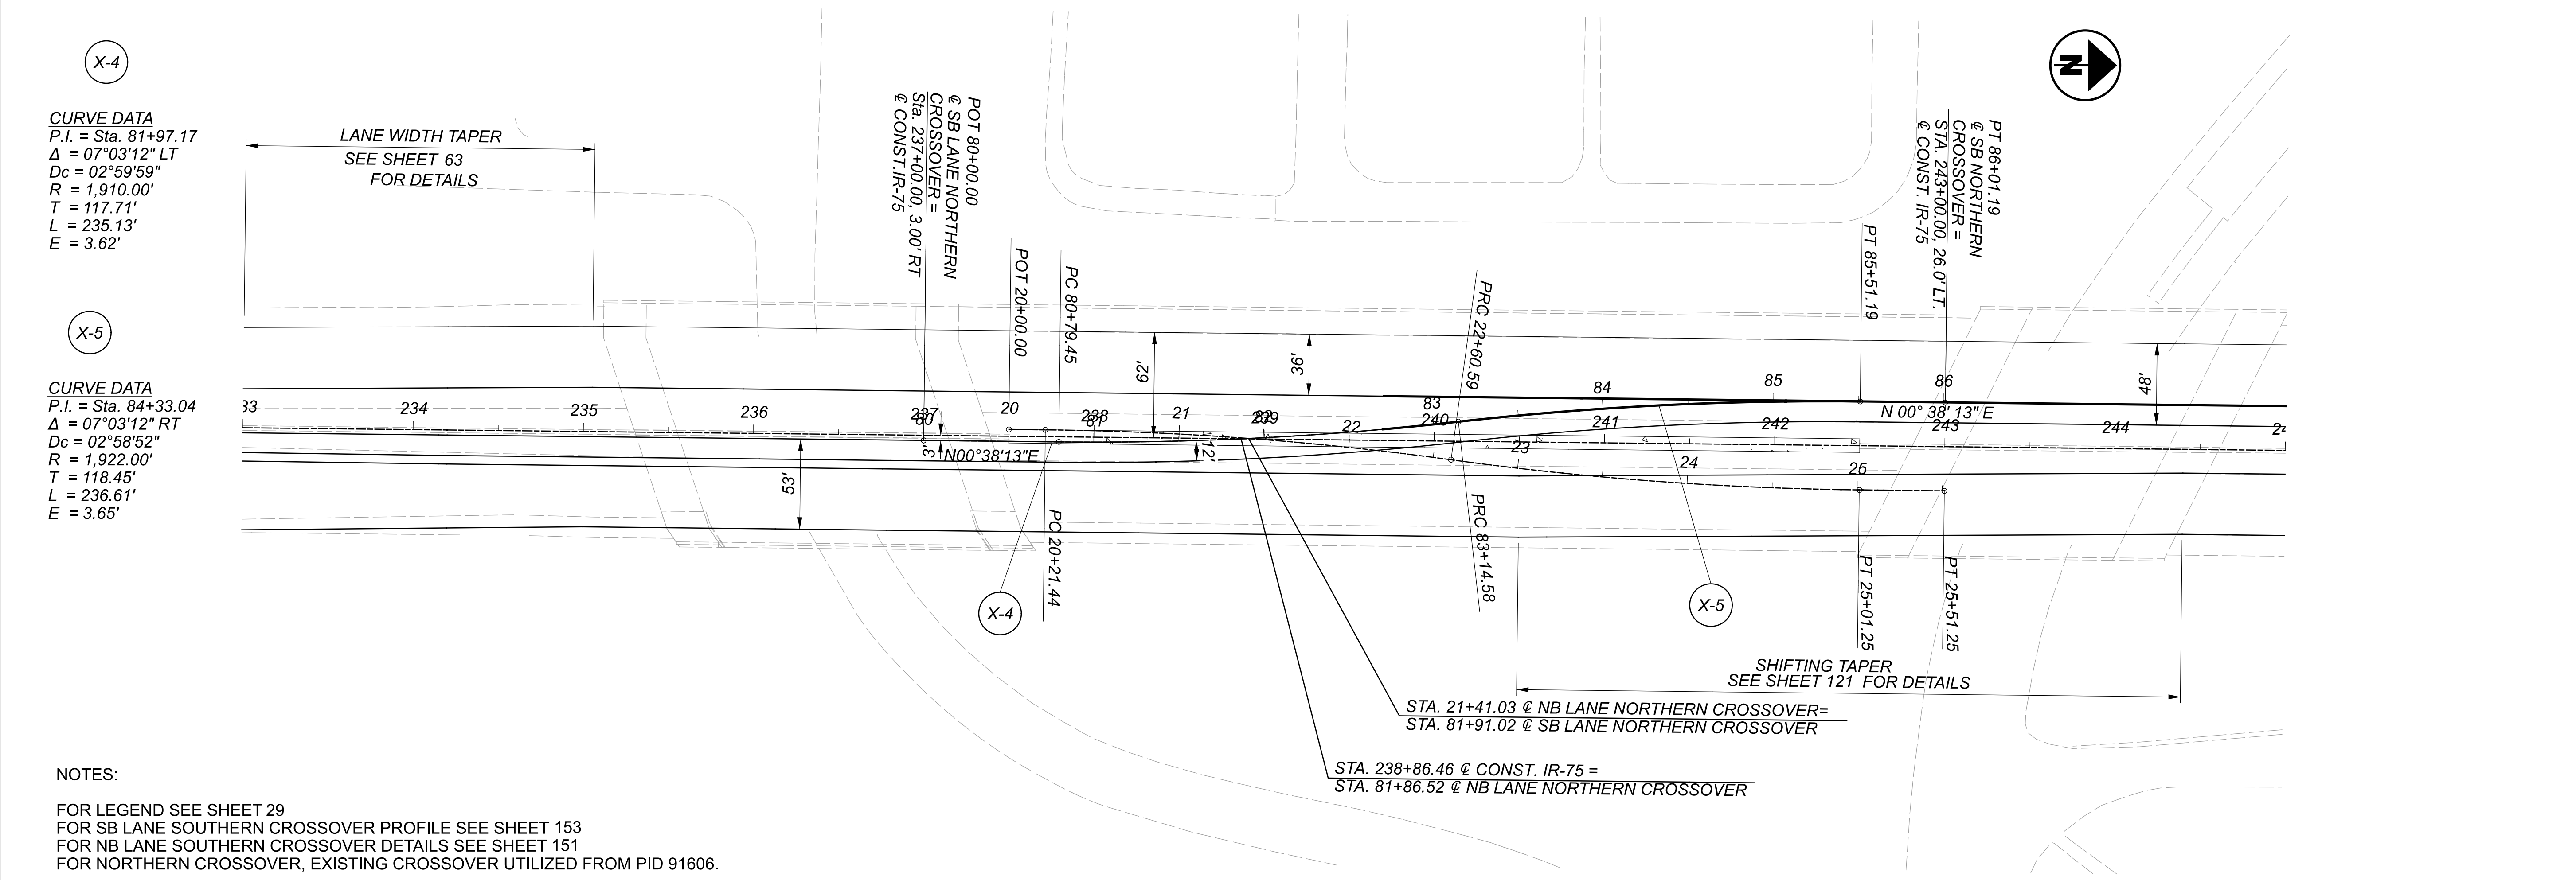 X-4
CURVE DATA
P.I. = Sta. 81+97.17
Δ = 07°03'12" LT
Dc = 02°59'59"
R = 1,910.00'
T = 117.71'
L = 235.13'
E = 3.62'
X-5
CURVE DATA
P.I. = Sta. 84+33.04
Δ = 07°03'12" RT
Dc = 02°58'52"
R = 1,922.00'
T = 118.45'
L = 236.61'
E = 3.65'
LANE WIDTH TAPER
SEE SHEET 63
FOR DETAILS
POT 80+00.00
℄ SB LANE NORTHERN
CROSSOVER =
Sta. 237+00.00, 3.00' RT
℄ CONST.IR-75
POT 20+00.00
PC 80+79.45
PRC 22+60.59
PT 85+51.19
PT 86+01.19
℄ SB NORTHERN
CROSSOVER =
STA. 243+00.00, 26.0' LT.
℄ CONST. IR-75
N
62'
36'
48'
33
234
235
236
237
80
20
238
81
21
82
239
22
83
240
84
241
85
242
86
243
244
24
N 00° 38' 13" E
N00°38'13"E
3'
12'
53'
23
24
25
PC 20+21.44
PRC 83+14.58
PT 25+01.25
PT 25+51.25
X-4
X-5
SHIFTING TAPER
SEE SHEET 121 FOR DETAILS
STA. 21+41.03 ℄ NB LANE NORTHERN CROSSOVER=
STA. 81+91.02 ℄ SB LANE NORTHERN CROSSOVER
STA. 238+86.46 ℄ CONST. IR-75 =
STA. 81+86.52 ℄ NB LANE NORTHERN CROSSOVER
NOTES:
FOR LEGEND SEE SHEET 29
FOR SB LANE SOUTHERN CROSSOVER PROFILE SEE SHEET 153
FOR NB LANE SOUTHERN CROSSOVER DETAILS SEE SHEET 151
FOR NORTHERN CROSSOVER, EXISTING CROSSOVER UTILIZED FROM PID 91606.